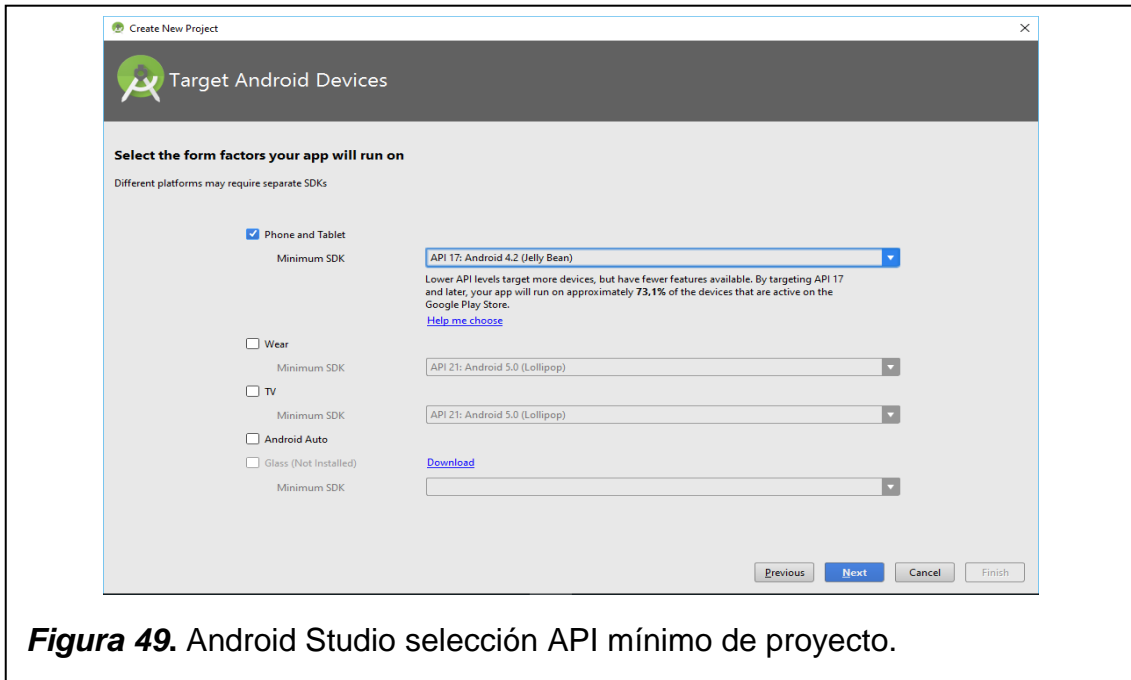 Create New Project
Target Android Devices
Select the form factors your app will run on
Different platforms may require separate SDKs
Phone and Tablet
Minimum SDK
API 17: Android 4.2 (Jelly Bean)
Lower API levels target more devices, but have fewer features available. By targeting API 17
and later, your app will run on approximately 73,1% of the devices that are active on the
Google Play Store.
Help me choose
Wear
Minimum SDK
API 21: Android 5.0 (Lollipop)
TV
Minimum SDK
API 21: Android 5.0 (Lollipop)
Android Auto
Glass (Not Installed)
Download
Minimum SDK
Previous
Next
Cancel
Finish
Figura 49. Android Studio selección API mínimo de proyecto.